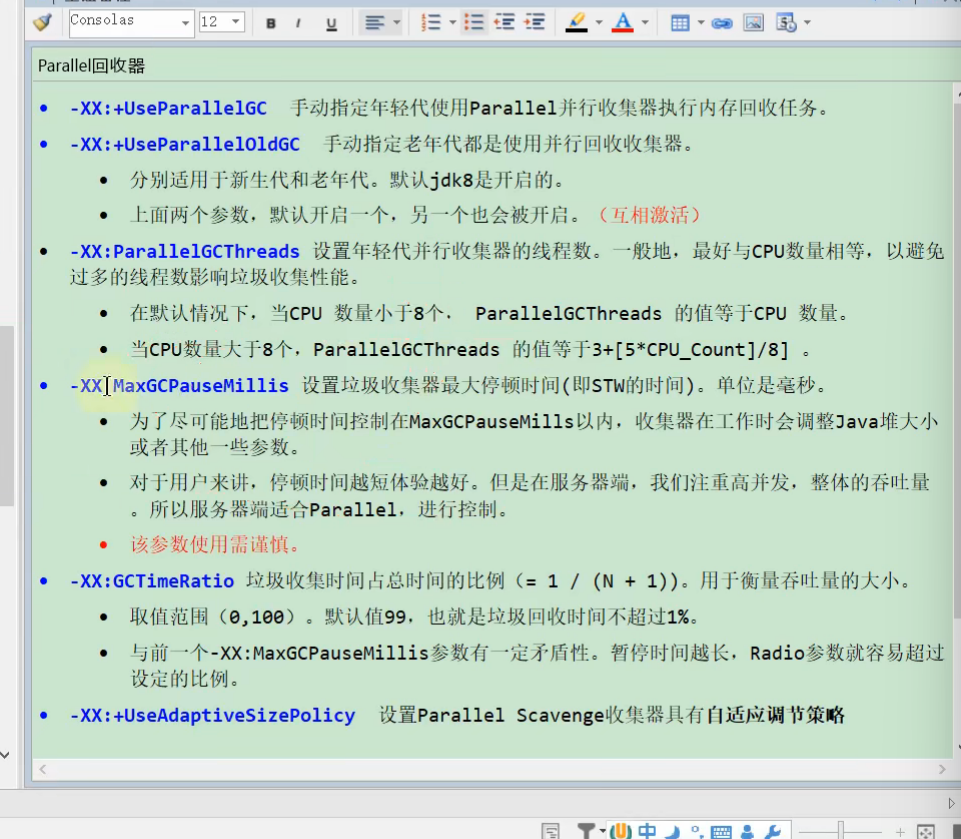 Consolas
12
B
I
U
A
Parallel回收器
-XX:+UseParallelGC 手动指定年轻代使用Parallel并行收集器执行内存回收任务。
-XX:+UseParallelOldGC 手动指定老年代都是使用并行回收收集器。
分别适用于新生代和老年代。默认jdk8是开启的。
上面两个参数，默认开启一个，另一个也会被开启。（互相激活）
-XX:ParallelGCThreads 设置年轻代并行收集器的线程数。一般地，最好与CPU数量相等，以避免
过多的线程数影响垃圾收集性能。
在默认情况下，当CPU 数量小于8个， ParallelGCThreads 的值等于CPU 数量。
当CPU数量大于8个，ParallelGCThreads 的值等于3+[5*CPU_Count]/8] 。
-XX:MaxGCPauseMillis 设置垃圾收集器最大停顿时间(即STW的时间)。单位是毫秒。
为了尽可能地把停顿时间控制在MaxGCPauseMills以内，收集器在工作时会调整Java堆大小
或者其他一些参数。
对于用户来讲，停顿时间越短体验越好。但是在服务器端，我们注重高并发，整体的吞吐量
。所以服务器端适合Parallel，进行控制。
该参数使用需谨慎。
-XX:GCTimeRatio 垃圾收集时间占总时间的比例（= 1 / (N + 1)）。用于衡量吞吐量的大小。
取值范围（0,100）。默认值99，也就是垃圾回收时间不超过1%。
与前一个-XX:MaxGCPauseMillis参数有一定矛盾性。暂停时间越长，Radio参数就容易超过
设定的比例。
-XX:+UseAdaptiveSizePolicy 设置Parallel Scavenge收集器具有自适应调节策略
中